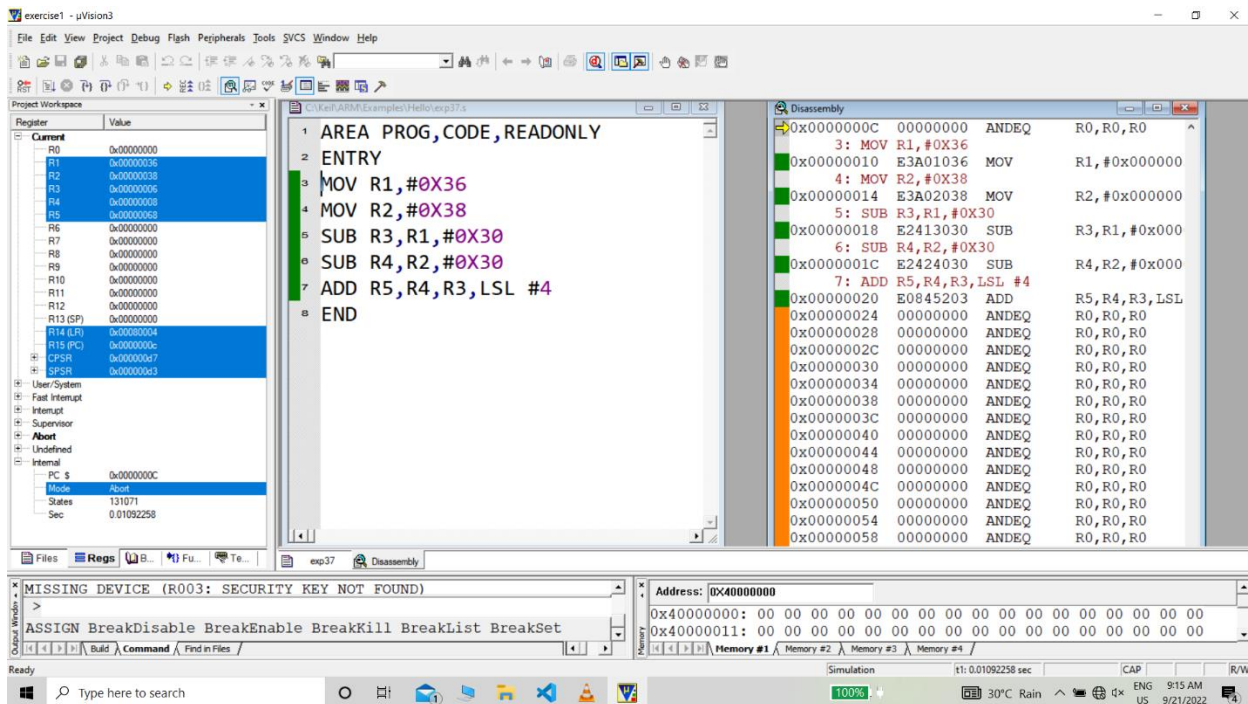 exercise1 - µVision3
File Edit View Project Debug Flash Peripherals Tools SVCS Window Help
Project Workspace
Register Value
Current
R0 0x00000000
R1 0x00000036
R2 0x00000038
R3 0x00000006
R4 0x00000008
R5 0x00000068
R6 0x00000000
R7 0x00000000
R8 0x00000000
R9 0x00000000
R10 0x00000000
R11 0x00000000
R12 0x00000000
R13 (SP) 0x00000000
R14 (LR) 0x00080004
R15 (PC) 0x0000000c
CPSR 0x000000d7
SPSR 0x000000d3
User/System
Fast Interrupt
Interrupt
Supervisor
Abort
Undefined
Internal
PC $ 0x0000000C
Mode Abort
States 131071
Sec 0.01092258
Files Regs B... Fu... Te...
C:\Keil\ARM\Examples\Hello\exp37.s
1 AREA PROG,CODE,READONLY
2 ENTRY
3 MOV R1,#0X36
4 MOV R2,#0X38
5 SUB R3,R1,#0X30
6 SUB R4,R2,#0X30
7 ADD R5,R4,R3,LSL #4
8 END
exp37 Disassembly
Disassembly
0x0000000C 00000000 ANDEQ R0,R0,R0
3: MOV R1,#0X36
0x00000010 E3A01036 MOV R1,#0x000000
4: MOV R2,#0X38
0x00000014 E3A02038 MOV R2,#0x000000
5: SUB R3,R1,#0X30
0x00000018 E2413030 SUB R3,R1,#0x000
6: SUB R4,R2,#0X30
0x0000001C E2424030 SUB R4,R2,#0x000
7: ADD R5,R4,R3,LSL #4
0x00000020 E0845203 ADD R5,R4,R3,LSL
0x00000024 00000000 ANDEQ R0,R0,R0
0x00000028 00000000 ANDEQ R0,R0,R0
0x0000002C 00000000 ANDEQ R0,R0,R0
0x00000030 00000000 ANDEQ R0,R0,R0
0x00000034 00000000 ANDEQ R0,R0,R0
0x00000038 00000000 ANDEQ R0,R0,R0
0x0000003C 00000000 ANDEQ R0,R0,R0
0x00000040 00000000 ANDEQ R0,R0,R0
0x00000044 00000000 ANDEQ R0,R0,R0
0x00000048 00000000 ANDEQ R0,R0,R0
0x0000004C 00000000 ANDEQ R0,R0,R0
0x00000050 00000000 ANDEQ R0,R0,R0
0x00000054 00000000 ANDEQ R0,R0,R0
0x00000058 00000000 ANDEQ R0,R0,R0
Output Window
MISSING DEVICE (R003: SECURITY KEY NOT FOUND)
>
ASSIGN BreakDisable BreakEnable BreakKill BreakList BreakSet
Build Command Find in Files
Memory
Address: 0X40000000
0x40000000: 00 00 00 00 00 00 00 00 00 00 00 00 00 00 00 00 00
0x40000011: 00 00 00 00 00 00 00 00 00 00 00 00 00 00 00 00 00
Memory #1 Memory #2 Memory #3 Memory #4
Ready Simulation t1: 0.01092258 sec CAP R/W
Type here to search 100% 30°C Rain ENG US 9:15 AM 9/21/2022